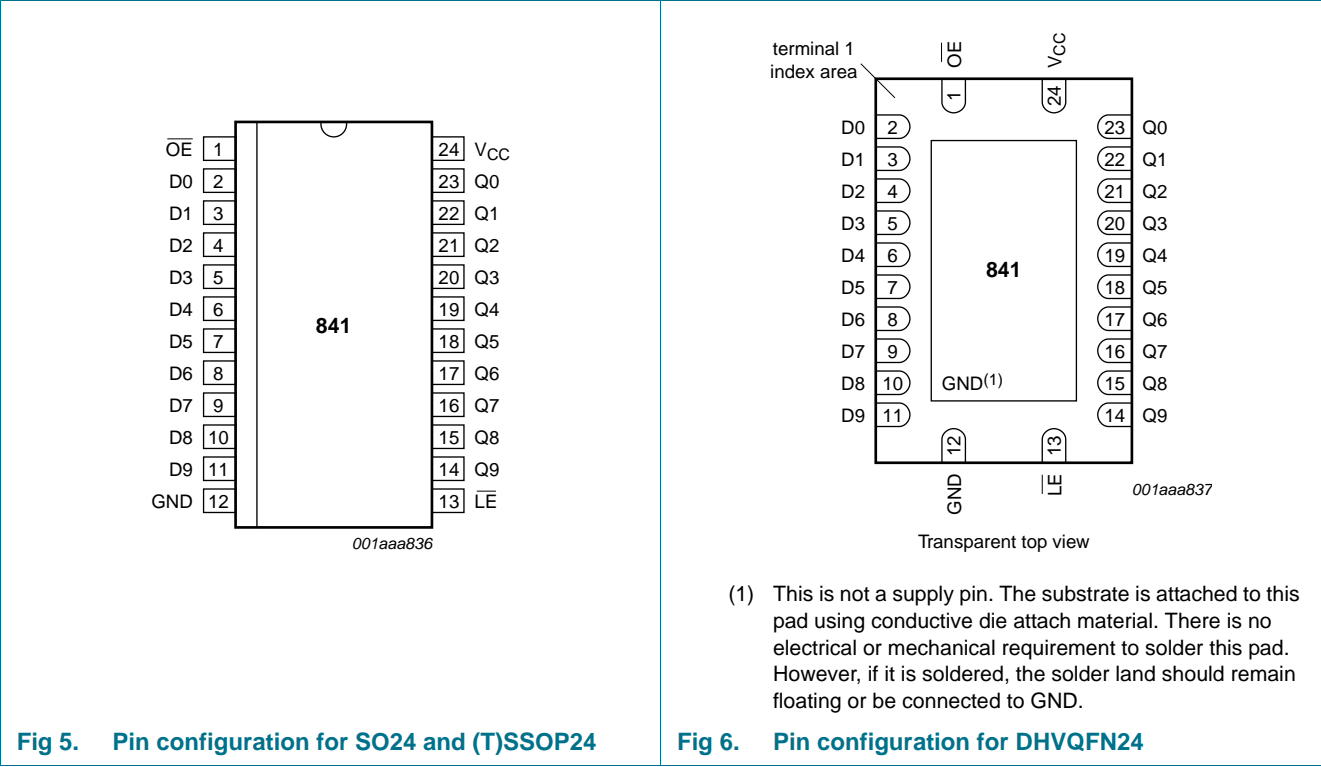 OE 1
D0 2
D1 3
D2 4
D3 5
D4 6
D5 7
D6 8
D7 9
D8 10
D9 11
GND 12
841
24 VCC
23 Q0
22 Q1
21 Q2
20 Q3
19 Q4
18 Q5
17 Q6
16 Q7
15 Q8
14 Q9
13 LE
001aaa836
Fig 5. Pin configuration for SO24 and (T)SSOP24
terminal 1
index area
OE
1
VCC
24
D0 2
D1 3
D2 4
D3 5
D4 6
D5 7
D6 8
D7 9
D8 10
D9 11
841
GND(1)
23 Q0
22 Q1
21 Q2
20 Q3
19 Q4
18 Q5
17 Q6
16 Q7
15 Q8
14 Q9
12
GND
13
LE
001aaa837
Transparent top view
(1) This is not a supply pin. The substrate is attached to this
pad using conductive die attach material. There is no
electrical or mechanical requirement to solder this pad.
However, if it is soldered, the solder land should remain
floating or be connected to GND.
Fig 6. Pin configuration for DHVQFN24